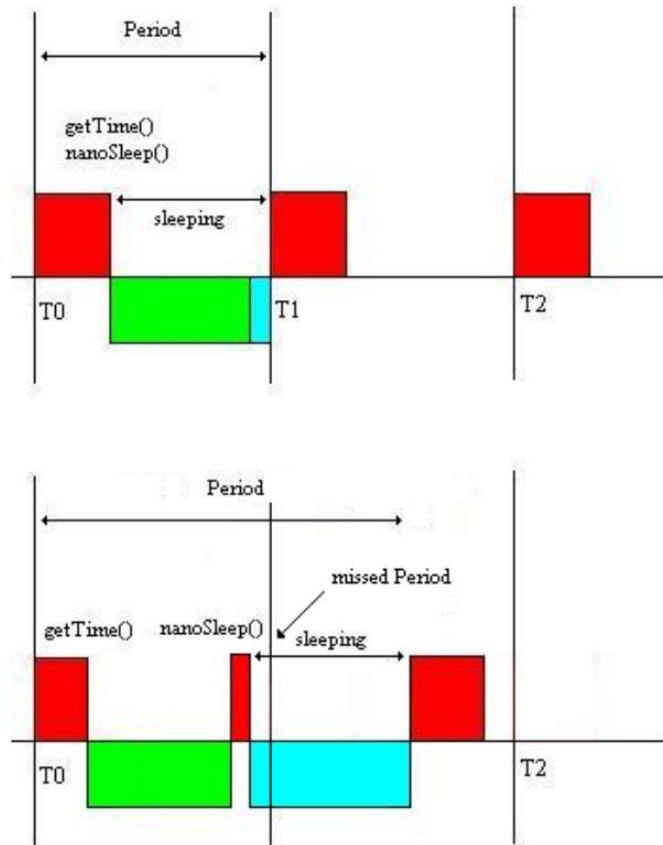 Period
getTime()
nanoSleep()
sleeping
T0
T1
T2
Period
missed Period
getTime()
nanoSleep()
sleeping
T0
T2